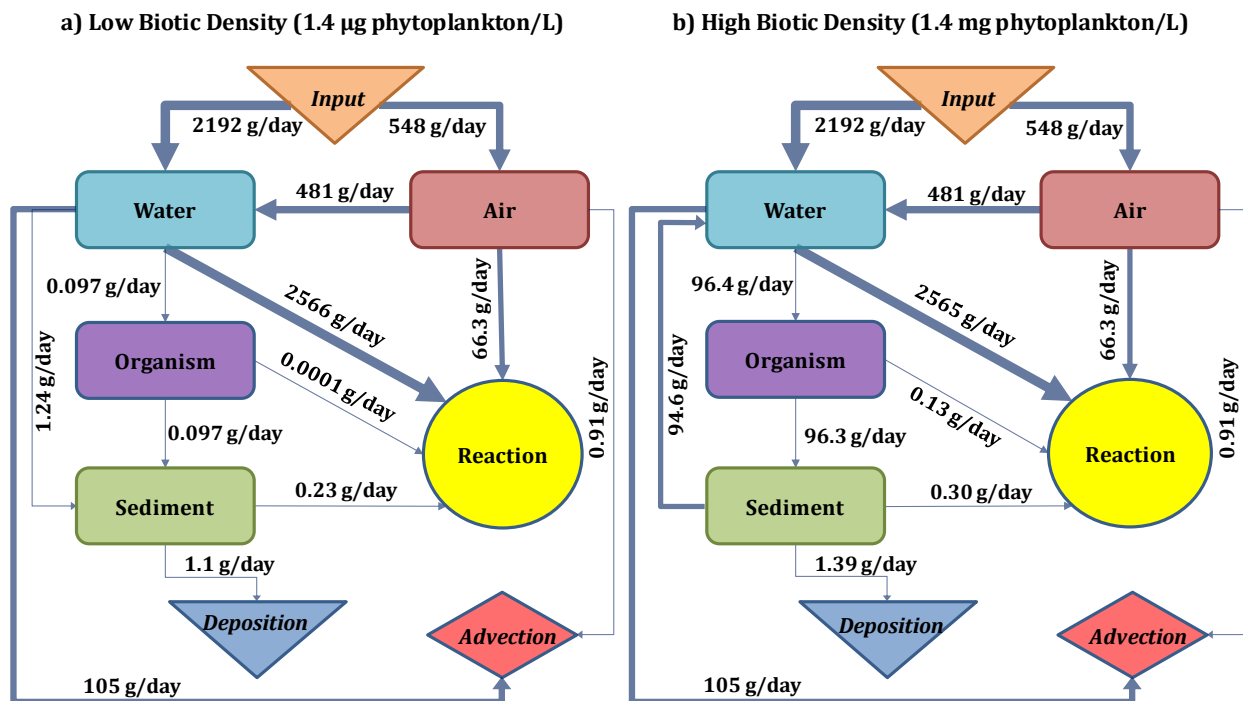 a) Low Biotic Density (1.4 µg phytoplankton/L)
Input
2192 g/day
548 g/day
481 g/day
Water
Air
0.097 g/day
2566 g/day
66.3 g/day
Organism
0.0001 g/day
1.24 g/day
0.91 g/day
0.097 g/day
Reaction
Sediment
0.23 g/day
1.1 g/day
Deposition
Advection
105 g/day
b) High Biotic Density (1.4 mg phytoplankton/L)
Input
2192 g/day
548 g/day
481 g/day
Water
Air
96.4 g/day
2565 g/day
66.3 g/day
Organism
0.13 g/day
94.6 g/day
0.91 g/day
96.3 g/day
Reaction
Sediment
0.30 g/day
1.39 g/day
Deposition
Advection
105 g/day